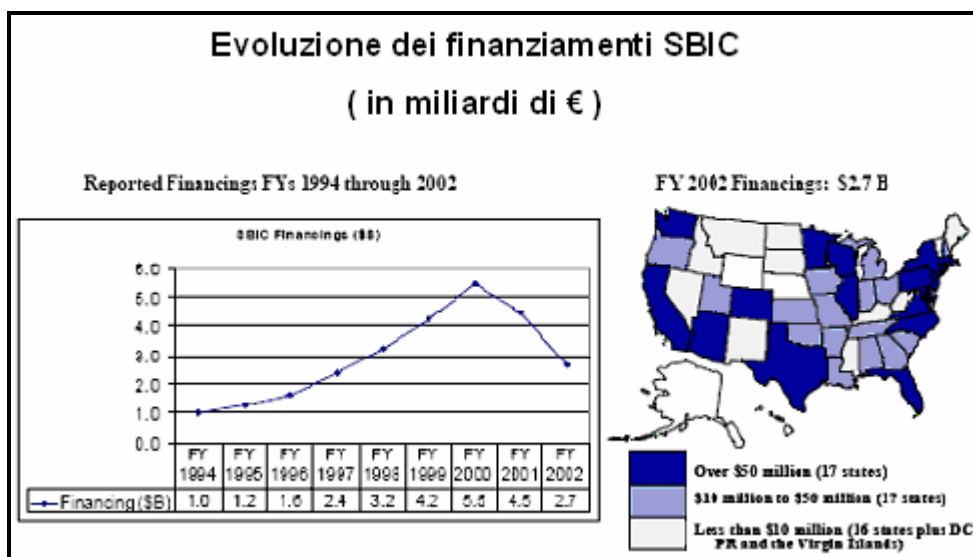 Evoluzione dei finanziamenti SBIC
( in miliardi di € )
Reported Financings FYs 1994 through 2002
SBIC Financings ($B)
6.0
5.0
4.0
3.0
2.0
1.0
0.0
FY 1994 FY 1995 FY 1996 FY 1997 FY 1998 FY 1999 FY 2000 FY 2001 FY 2002
Financing ($B) 1.0 1.2 1.6 2.4 3.2 4.2 4.5 2.7
FY 2002 Financings: $2.7 B
Over $50 million (17 states)
$10 million to $50 million (17 states)
Less than $10 million (16 states plus DC
PR and the Virgin Islands)